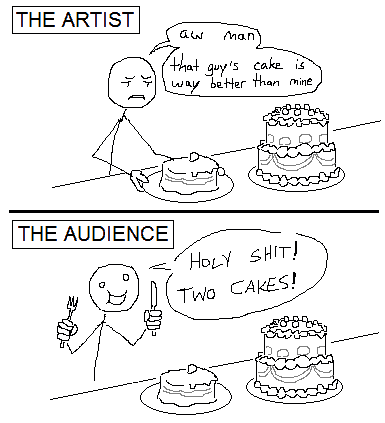 THE ARTIST
aw man
that guy's cake is
way better than mine
THE AUDIENCE
HOLY SHIT!
TWO CAKES!